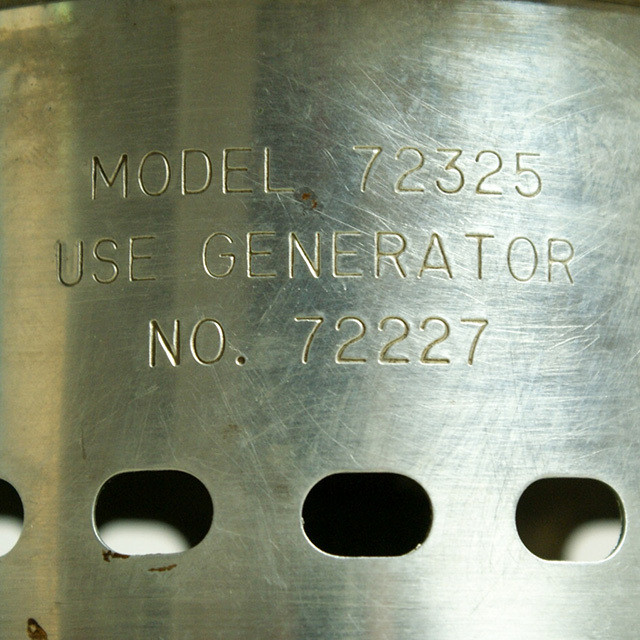 MODEL 72325
USE GENERATOR
NO. 72227